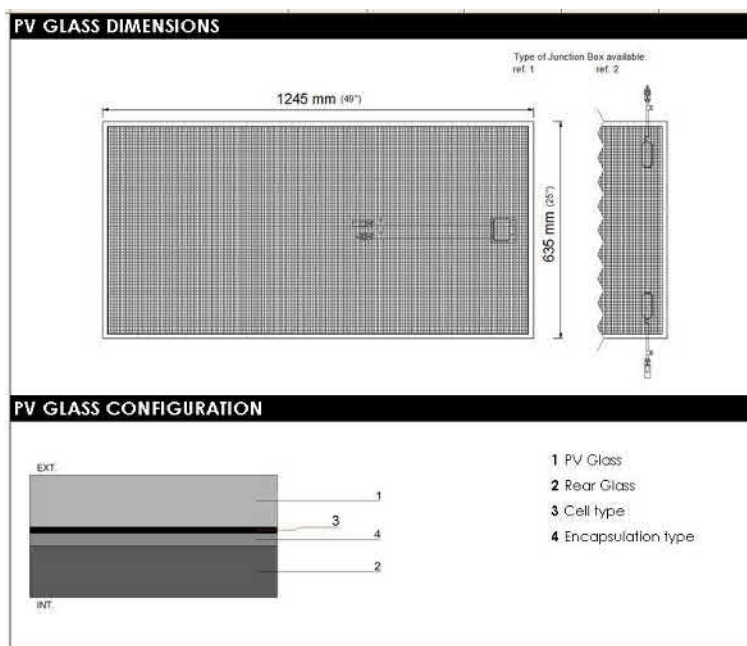 PV GLASS DIMENSIONS
Type of Junction Box available:
ref. 1 ref. 2
1245 mm (49")
635 mm (25")
PV GLASS CONFIGURATION
EXT.
1
3
4
2
INT.
1 PV Glass
2 Rear Glass
3 Cell type
4 Encapsulation type